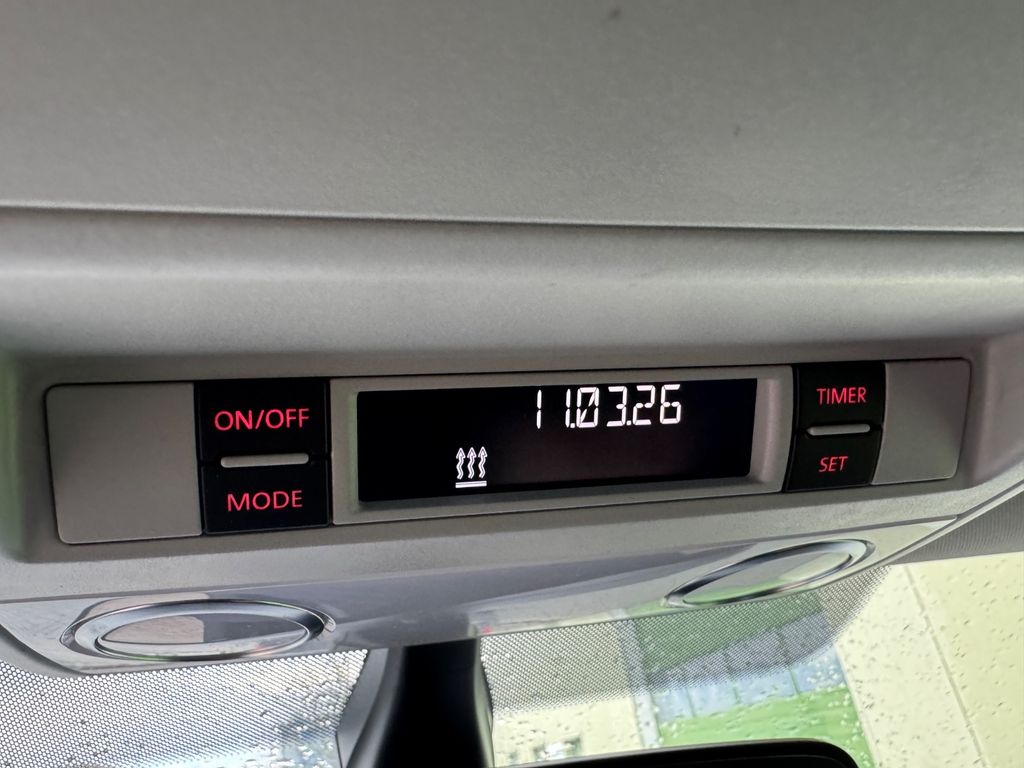 ON/OFF
MODE
11.03.26
TIMER
SET